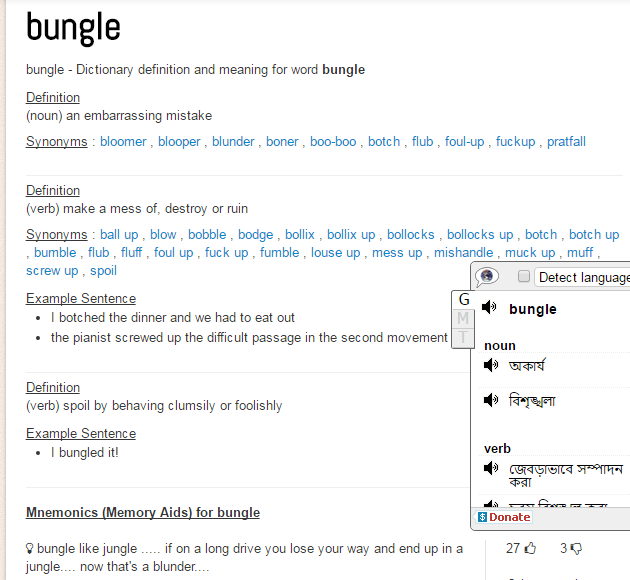 bungle
bungle - Dictionary definition and meaning for word bungle
Definition
(noun) an embarrassing mistake
Synonyms : bloomer , blooper , blunder , boner , boo-boo , botch , flub , foul-up , fuckup , pratfall
Definition
(verb) make a mess of, destroy or ruin
Synonyms : ball up , blow , bobble , bodge , bollix , bollix up , bollocks , bollocks up , botch , botch up
, bumble , flub , fluff , foul up , fuck up , fumble , louse up , mess up , mishandle , muck up , muff ,
screw up , spoil
Example Sentence
• I botched the dinner and we had to eat out
• the pianist screwed up the difficult passage in the second movement
Definition
(verb) spoil by behaving clumsily or foolishly
Example Sentence
• I bungled it!
Mnemonics (Memory Aids) for bungle
bungle like jungle ..... if on a long drive you lose your way and end up in a
jungle.... now that's a blunder....
27
3
Detect language
G
M
T
bungle
noun
অকার্য
বিশৃঙ্খলা
verb
জেবড়াভাবে সম্পাদন
করা
$ Donate